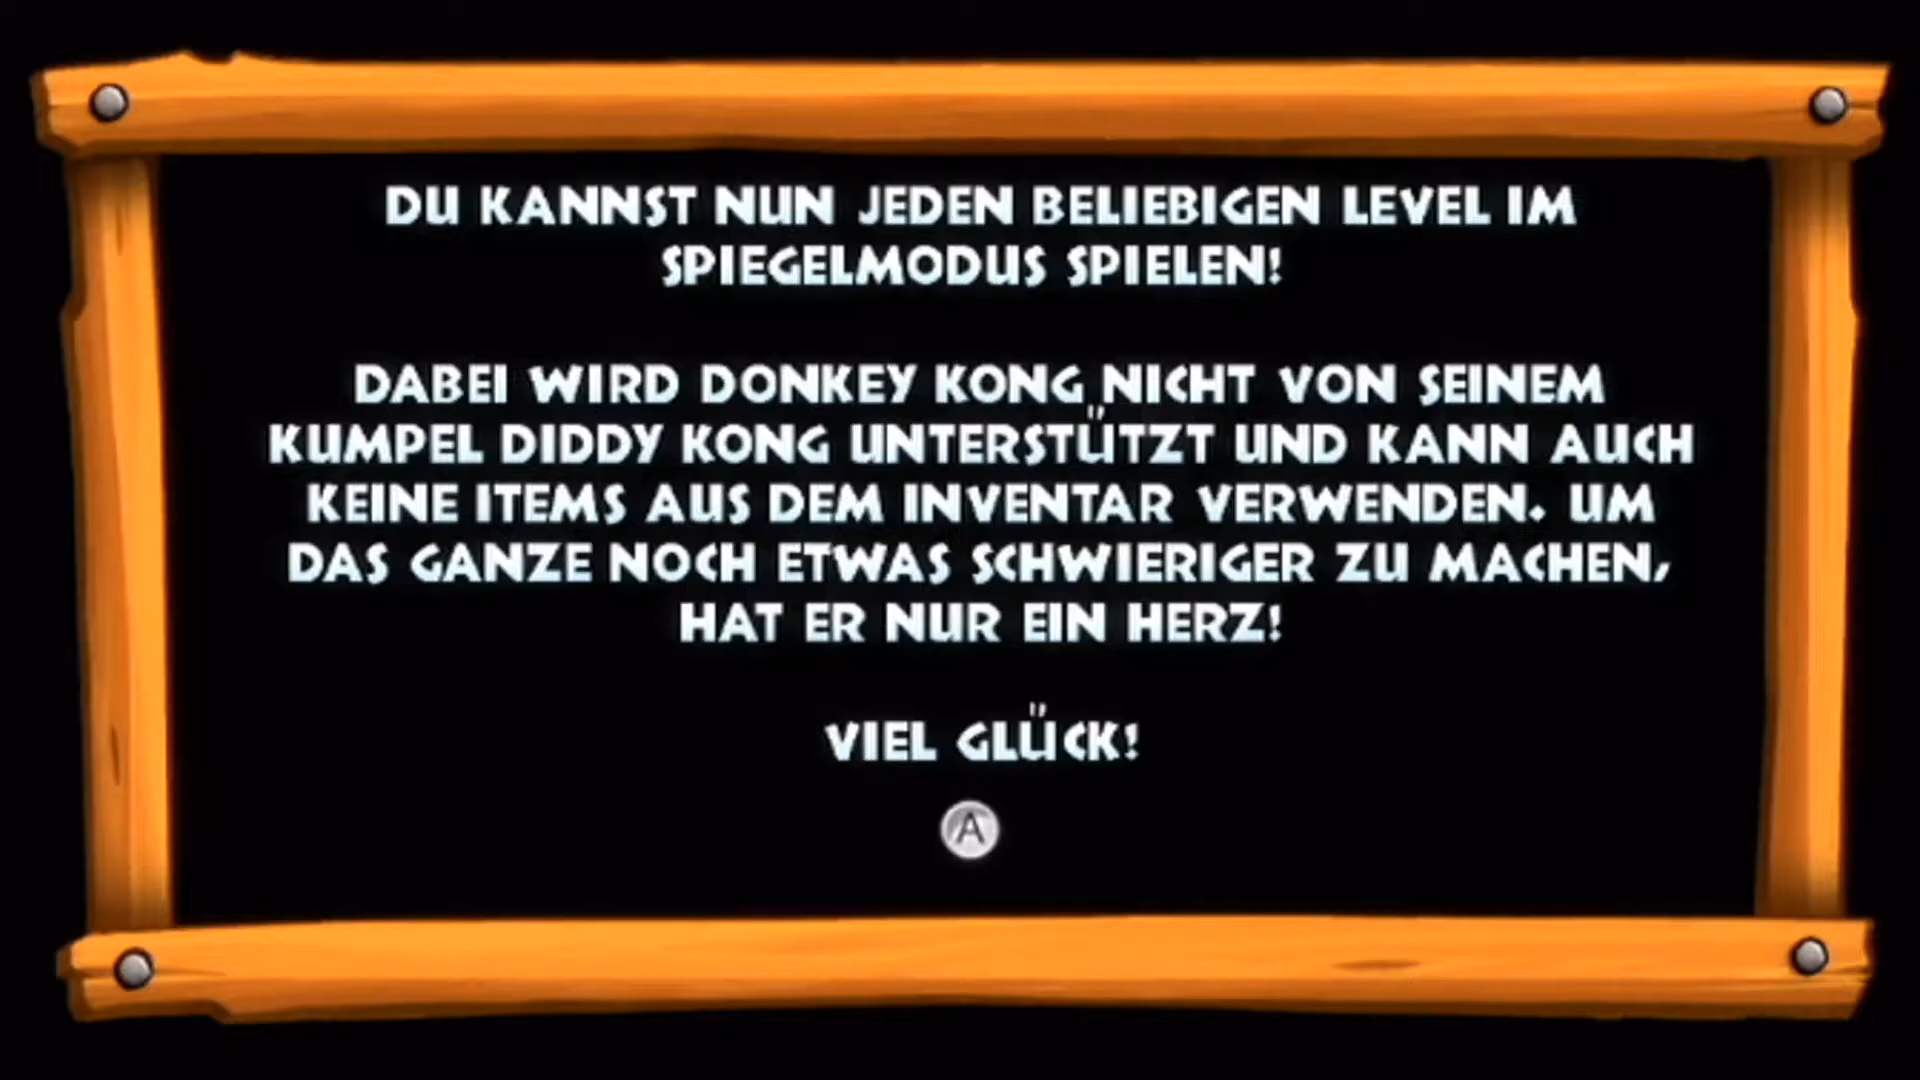 DU KANNST NUN JEDEN BELIEBIGEN LEVEL IM
SPIEGELMODUS SPIELEN!
DABEI WIRD DONKEY KONG NICHT VON SEINEM
KUMPEL DIDDY KONG UNTERSTÜTZT UND KANN AUCH
KEINE ITEMS AUS DEM INVENTAR VERWENDEN. UM
DAS GANZE NOCH ETWAS SCHWIERIGER ZU MACHEN,
HAT ER NUR EIN HERZ!
VIEL GLÜCK!
A